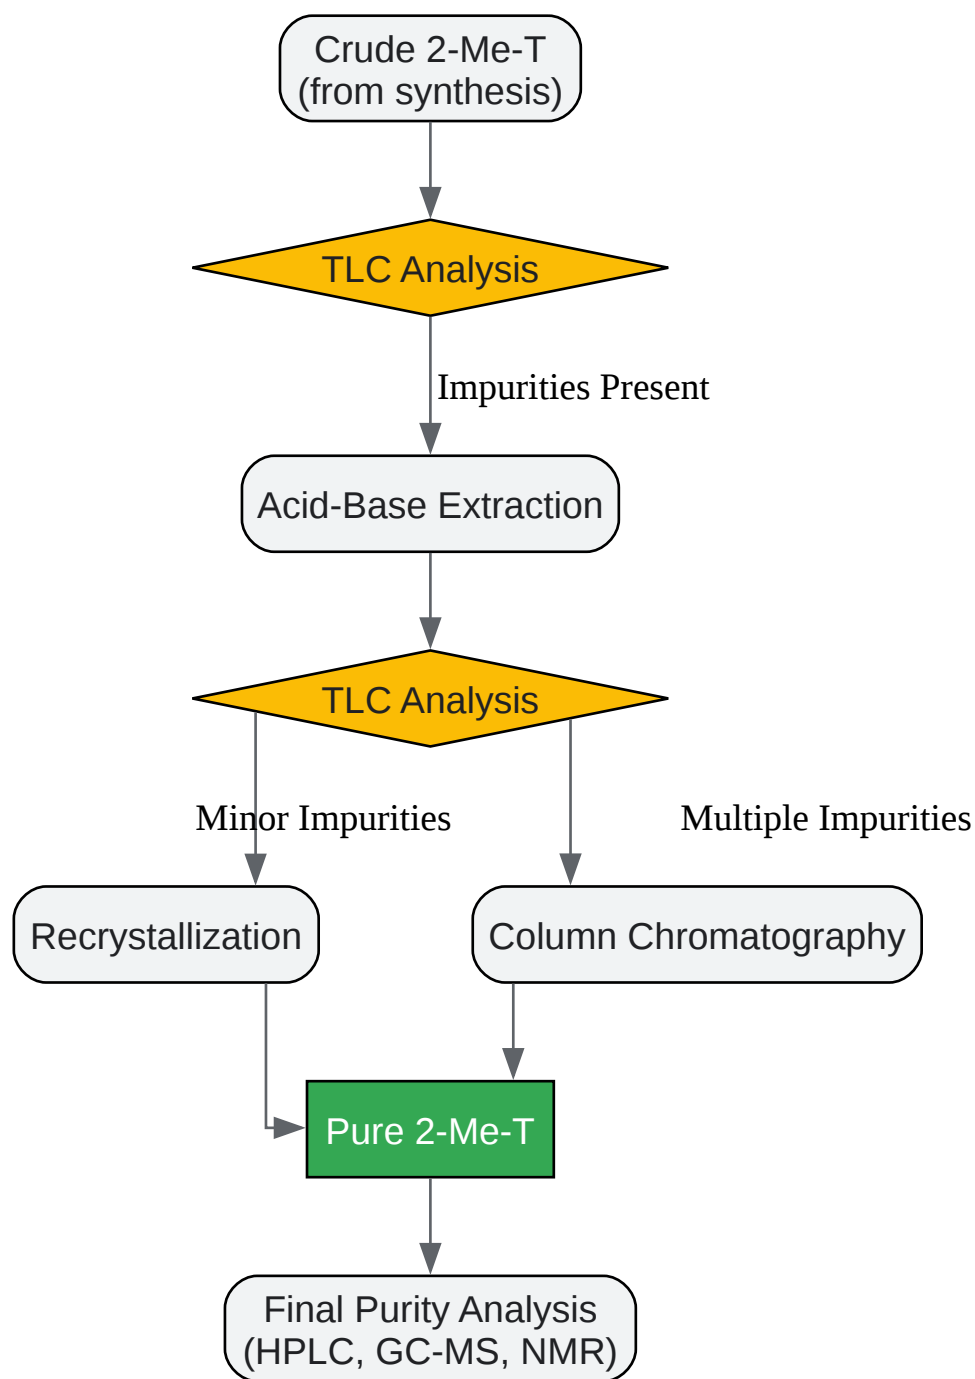 Crude 2-Me-T
(from synthesis)
TLC Analysis
Impurities Present
Acid-Base Extraction
TLC Analysis
Minor Impurities
Multiple Impurities
Recrystallization
Column Chromatography
Pure 2-Me-T
Final Purity Analysis
(HPLC, GC-MS, NMR)